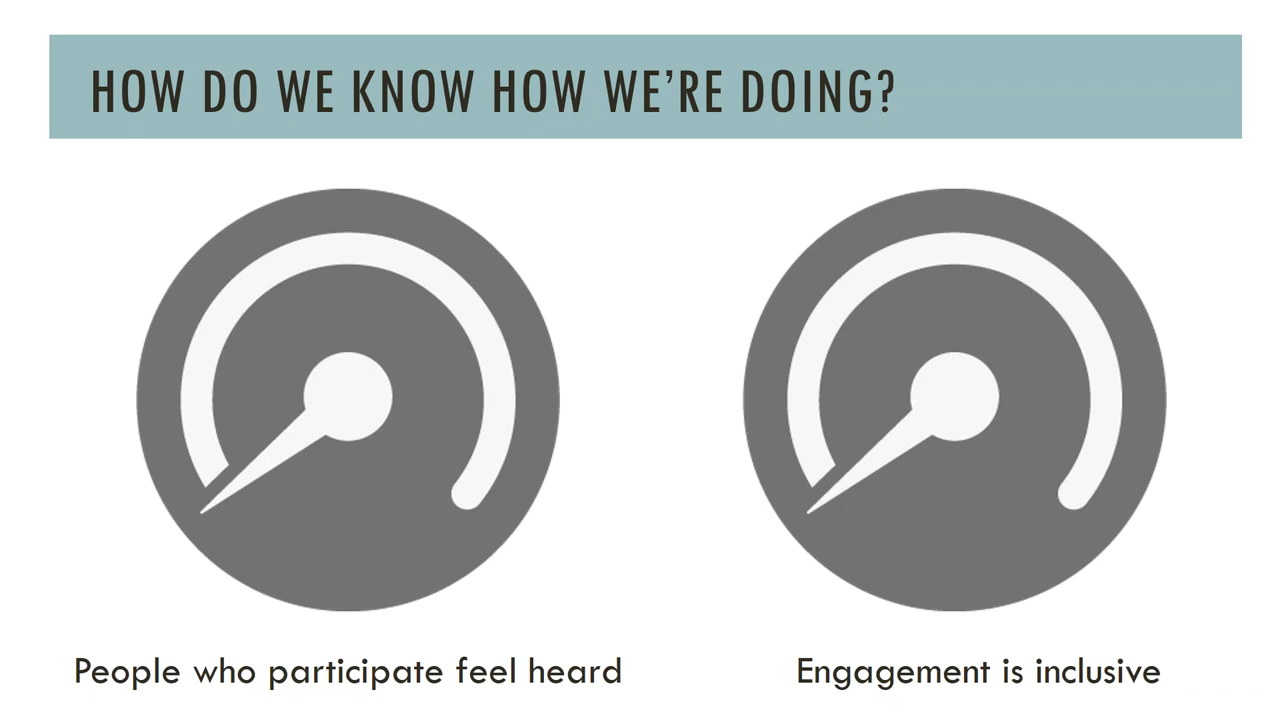 HOW DO WE KNOW HOW WE'RE DOING?
People who participate feel heard
Engagement is inclusive